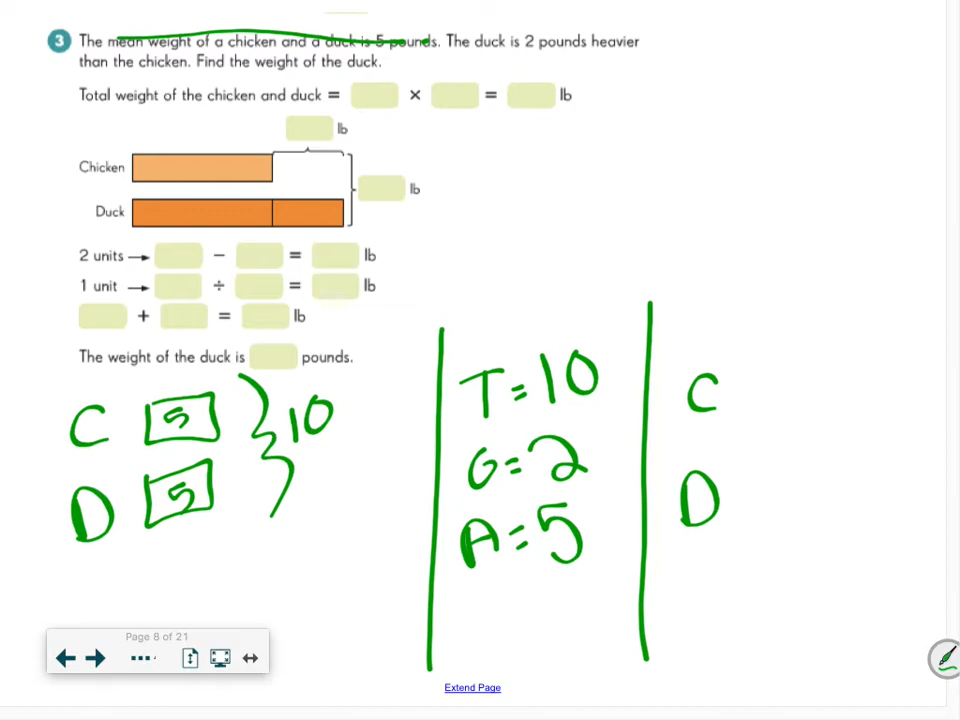 3 The mean weight of a chicken and a duck is 5 pounds. The duck is 2 pounds heavier
than the chicken. Find the weight of the duck.
Total weight of the chicken and duck = × = lb
lb
Chicken
lb
Duck
2 units → − = lb
1 unit → ÷ = lb
+ = lb
The weight of the duck is pounds.
C 5 10
D 5
T=10
G=2
A=5
C
D
Page 8 of 21
Extend Page